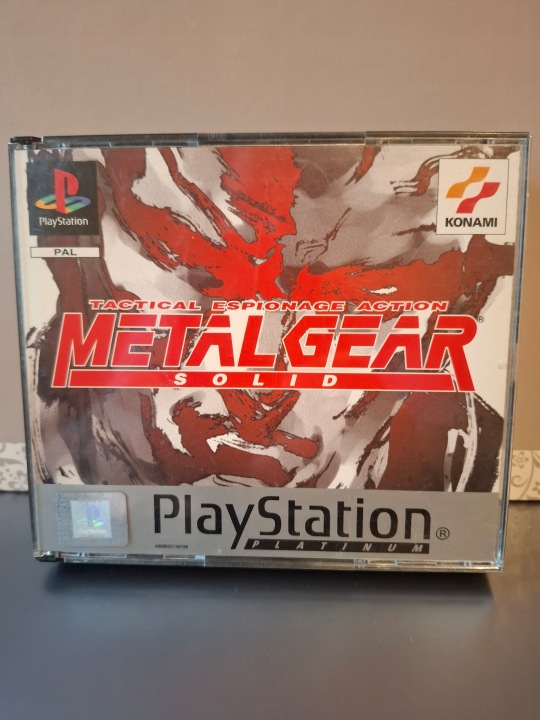 PlayStation
PAL
KONAMI
TACTICAL ESPIONAGE ACTION
METAL GEAR®
SOLID
PlayStation®
PLATINUM